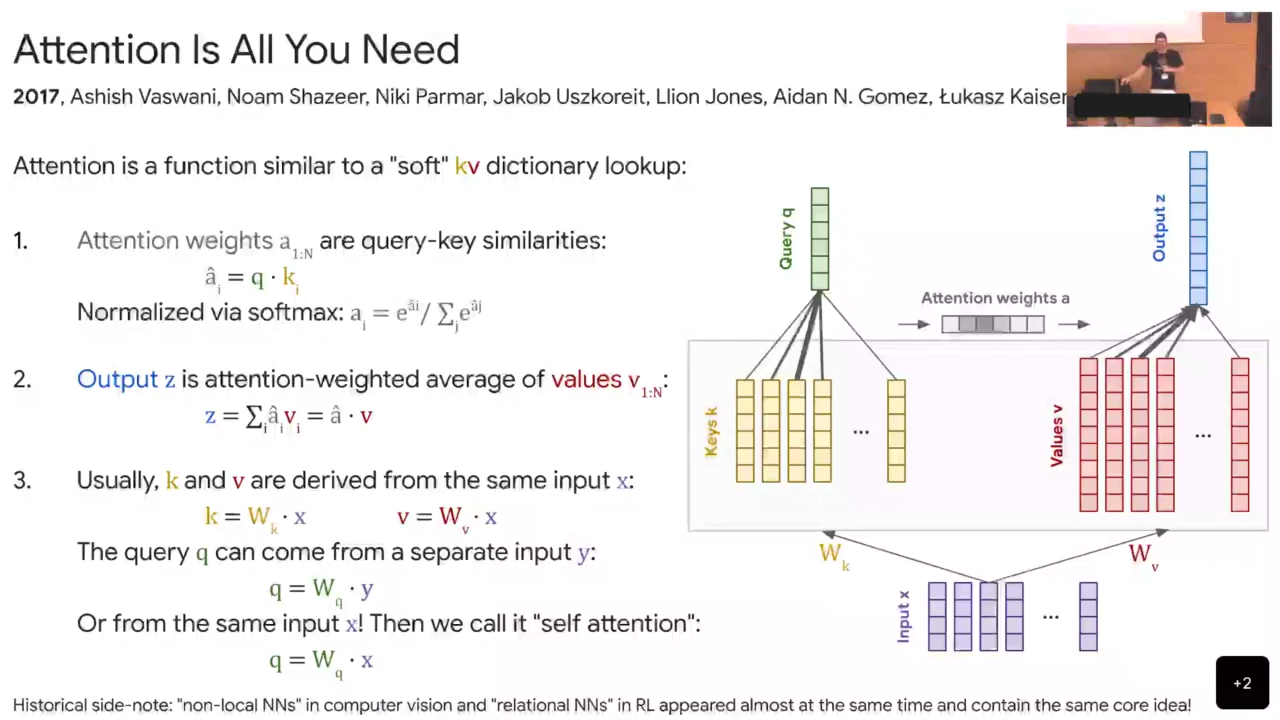 Attention Is All You Need
2017, Ashish Vaswani, Noam Shazeer, Niki Parmar, Jakob Uszkoreit, Llion Jones, Aidan N. Gomez, Łukasz Kaiser
Attention is a function similar to a "soft" kv dictionary lookup:
1. Attention weights a_1:N are query-key similarities:
â_i = q · k_i
Normalized via softmax: a_i = e^âi / ∑_j e^âj
2. Output z is attention-weighted average of values v_1:N:
z = ∑_i â_i v_i = â · v
3. Usually, k and v are derived from the same input x:
k = W_k · x v = W_v · x
The query q can come from a separate input y:
q = W_q · y
Or from the same input x! Then we call it "self attention":
q = W_q · x
Historical side-note: "non-local NNs" in computer vision and "relational NNs" in RL appeared almost at the same time and contain the same core idea!
Query q
Output z
Attention weights a
Keys k
...
Values v
...
W_k
W_v
Input x
...
+2